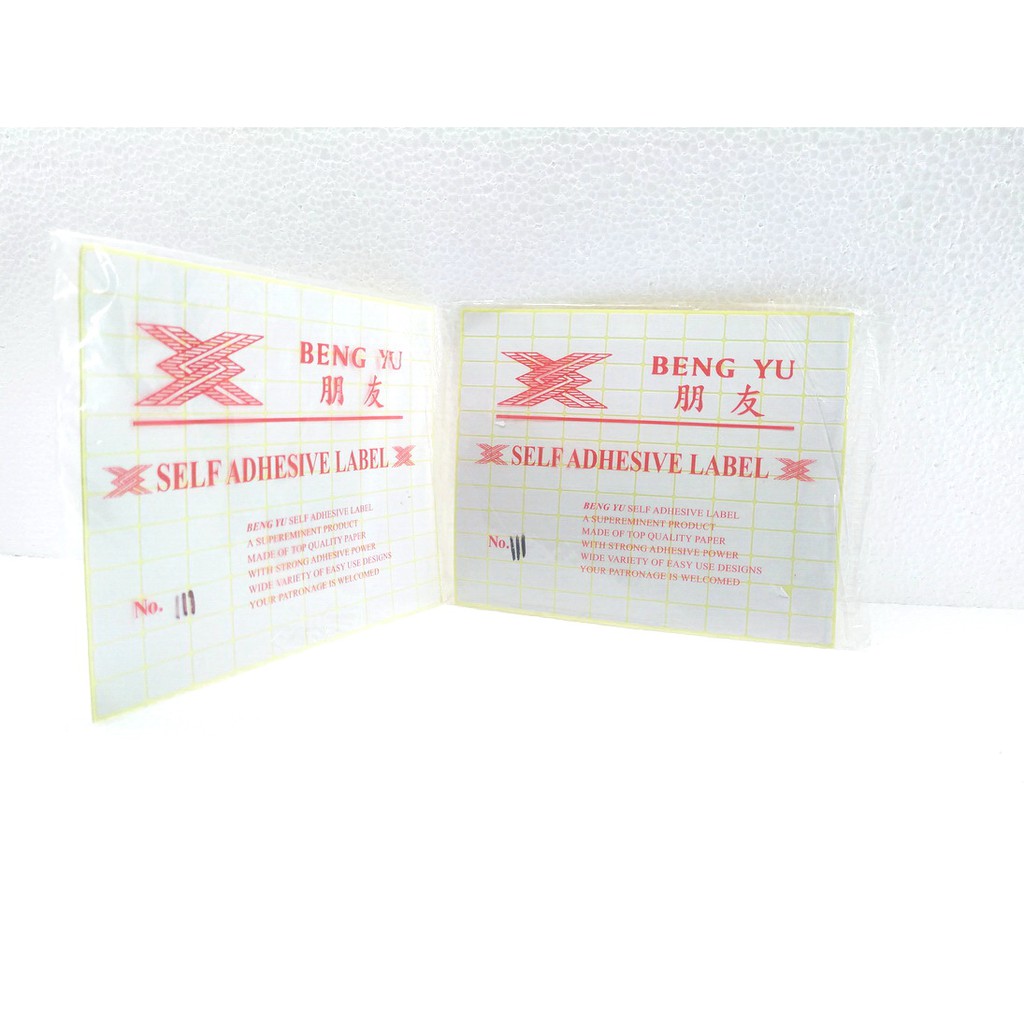 BENG YU
朋友
SELF ADHESIVE LABEL
BENG YU SELF ADHESIVE LABEL
A SUPEREMINENT PRODUCT
MADE OF TOP QUALITY PAPER
WITH STRONG ADHESIVE POWER
WIDE VARIETY OF EASY USE DESIGNS
YOUR PATRONAGE IS WELCOMED
No. 111
BENG YU
朋友
SELF ADHESIVE LABEL
BENG YU SELF ADHESIVE LABEL
A SUPEREMINENT PRODUCT
MADE OF TOP QUALITY PAPER
WITH STRONG ADHESIVE POWER
WIDE VARIETY OF EASY USE DESIGNS
YOUR PATRONAGE IS WELCOMED
No. 111